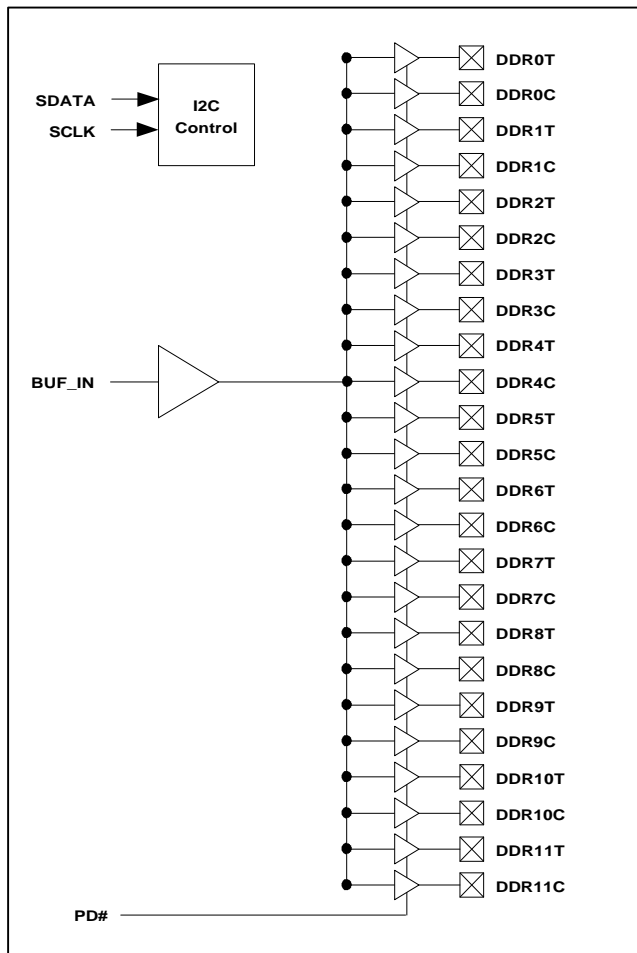 SDATA
SCLK
I2C
Control
BUF_IN
PD#
DDR0T
DDR0C
DDR1T
DDR1C
DDR2T
DDR2C
DDR3T
DDR3C
DDR4T
DDR4C
DDR5T
DDR5C
DDR6T
DDR6C
DDR7T
DDR7C
DDR8T
DDR8C
DDR9T
DDR9C
DDR10T
DDR10C
DDR11T
DDR11C